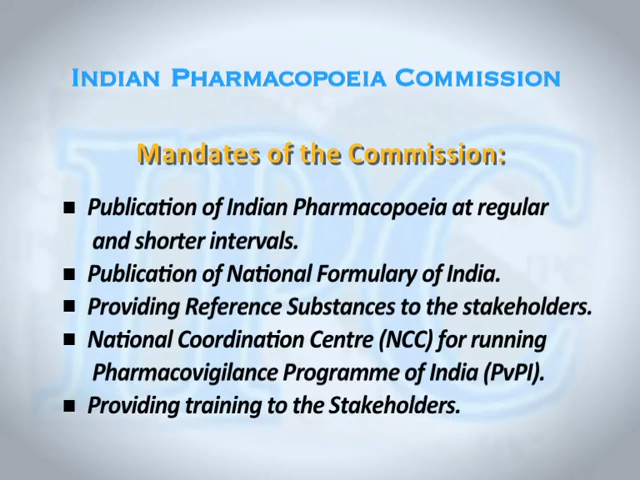 Indian Pharmacopoeia Commission
Mandates of the Commission:
■ Publication of Indian Pharmacopoeia at regular
and shorter intervals.
■ Publication of National Formulary of India.
■ Providing Reference Substances to the stakeholders.
■ National Coordination Centre (NCC) for running
Pharmacovigilance Programme of India (PvPI).
■ Providing training to the Stakeholders.
IPC